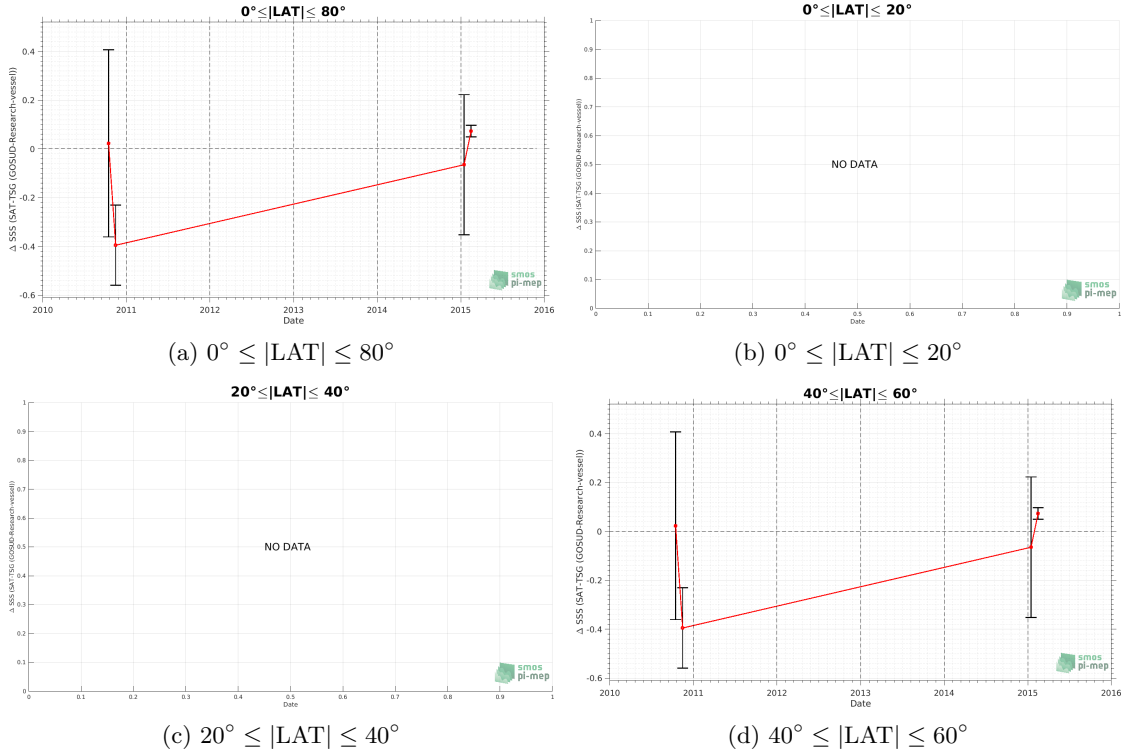 0°≤|LAT|≤ 80°
Δ SSS (SAT-TSG (GOSUD-Research-vessel))
0.4
0.2
0
-0.2
-0.4
-0.6
2010 2011 2012 2013 2014 2015 2016
Date
smos
pi-mep
(a) 0° ≤ |LAT| ≤ 80°
0°≤|LAT|≤ 20°
Δ SSS (SAT-TSG (GOSUD-Research-vessel))
1
0.9
0.8
0.7
0.6
0.5
0.4
0.3
0.2
0.1
0
NO DATA
0 0.1 0.2 0.3 0.4 0.5 0.6 0.7 0.8 0.9 1
Date
smos
pi-mep
(b) 0° ≤ |LAT| ≤ 20°
20°≤|LAT|≤ 40°
Δ SSS (SAT-TSG (GOSUD-Research-vessel))
1
0.9
0.8
0.7
0.6
0.5
0.4
0.3
0.2
0.1
0
NO DATA
0 0.1 0.2 0.3 0.4 0.5 0.6 0.7 0.8 0.9 1
Date
smos
pi-mep
(c) 20° ≤ |LAT| ≤ 40°
40°≤|LAT|≤ 60°
Δ SSS (SAT-TSG (GOSUD-Research-vessel))
0.4
0.2
0
-0.2
-0.4
-0.6
2010 2011 2012 2013 2014 2015 2016
Date
smos
pi-mep
(d) 40° ≤ |LAT| ≤ 60°